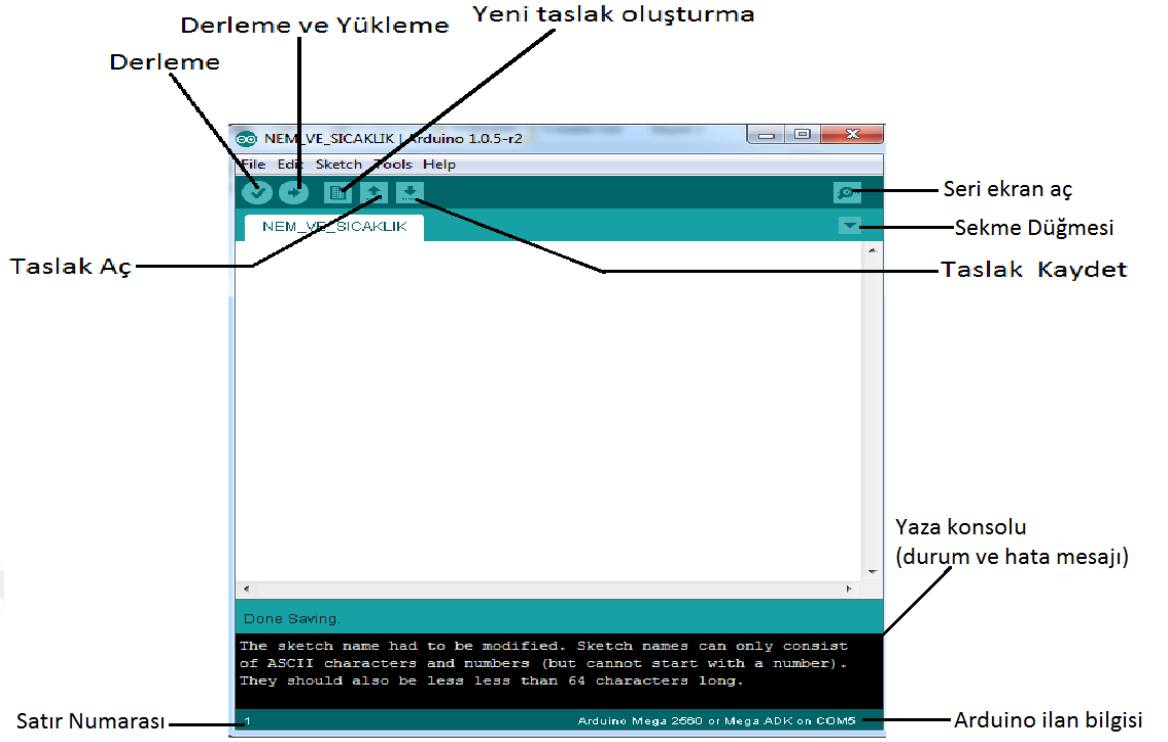 Yeni taslak oluşturma
Derleme ve Yükleme
Derleme
NEM_VE_SICAKLIK | Arduino 1.0.5-r2
File Edit Sketch Tools Help
Seri ekran aç
NEM_VE_SICAKLIK
Sekme Düğmesi
Taslak Aç
Taslak Kaydet
Yaza konsolu
(durum ve hata mesajı)
Done Saving.
The sketch name had to be modified. Sketch names can only consist
of ASCII characters and numbers (but cannot start with a number).
They should also be less less than 64 characters long.
Satır Numarası
1
Arduino Mega 2560 or Mega ADK on COM5
Arduino ilan bilgisi